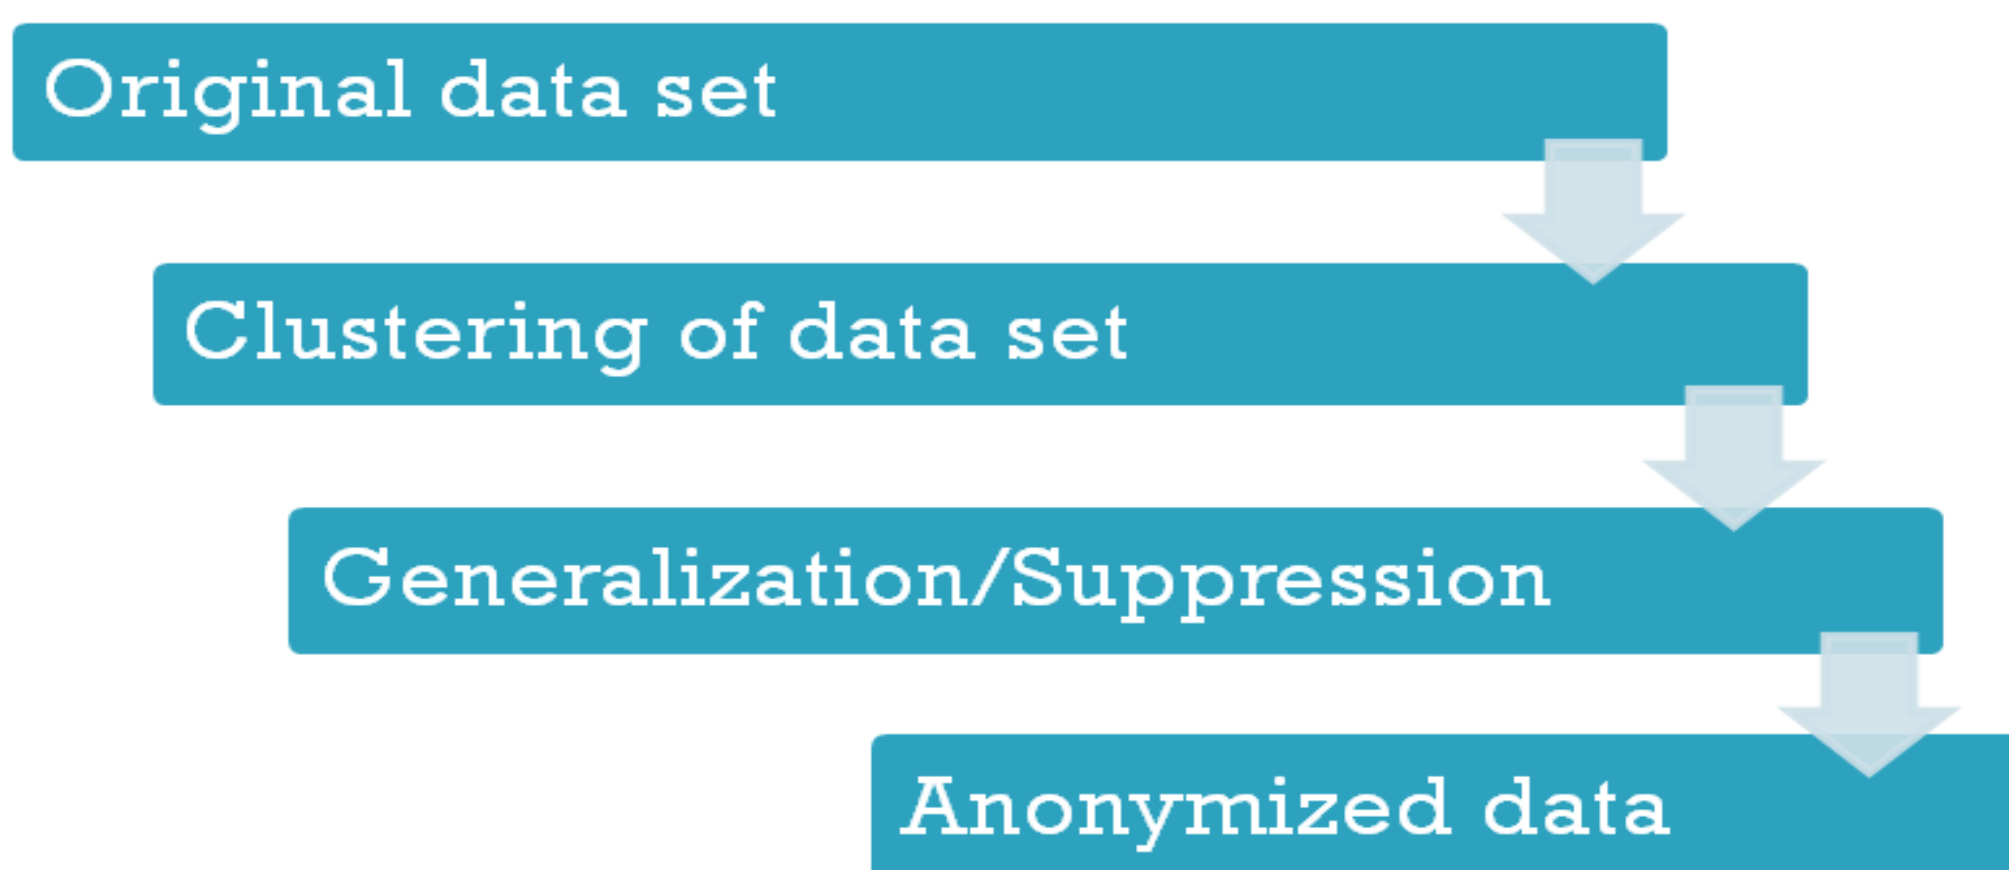 Original data set
Clustering of data set
Generalization/Suppression
Anonymized data